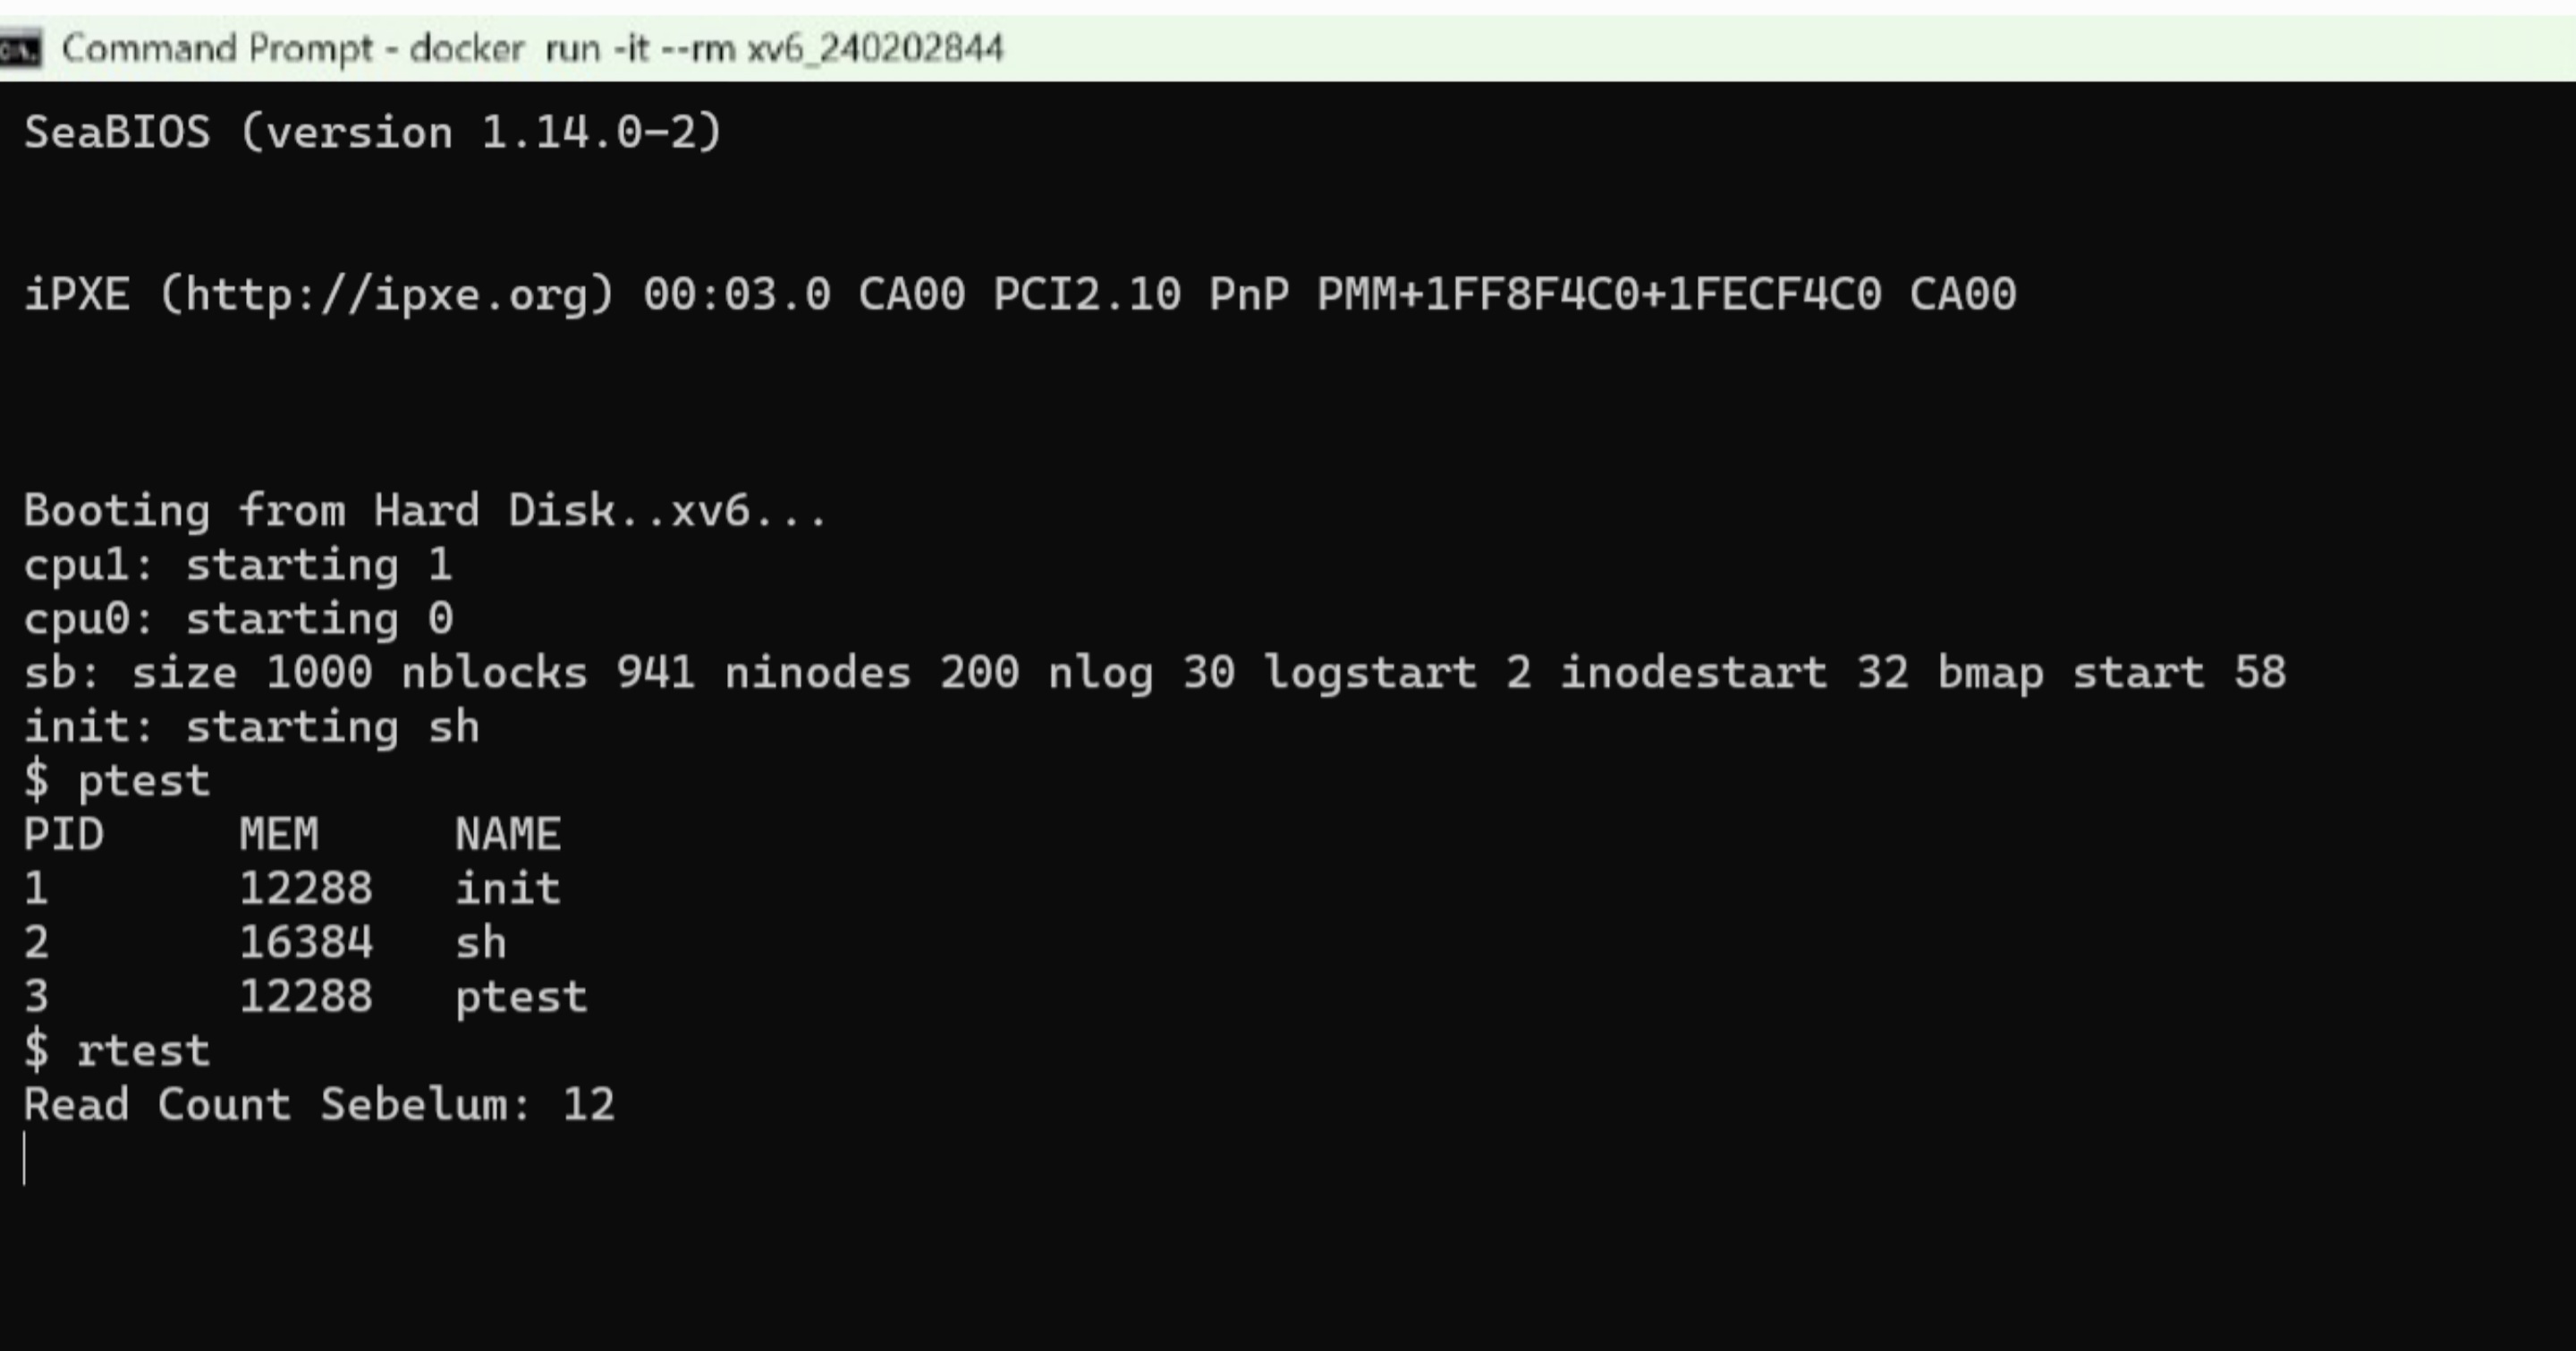 Command Prompt - docker  run -it --rm xv6_240202844
SeaBIOS (version 1.14.0-2)
iPXE (http://ipxe.org) 00:03.0 CA00 PCI2.10 PnP PMM+1FF8F4C0+1FECF4C0 CA00
Booting from Hard Disk..xv6...
cpu1: starting 1
cpu0: starting 0
sb: size 1000 nblocks 941 ninodes 200 nlog 30 logstart 2 inodestart 32 bmap start 58
init: starting sh
$ ptest
PID     MEM     NAME
1       12288   init
2       16384   sh
3       12288   ptest
$ rtest
Read Count Sebelum: 12